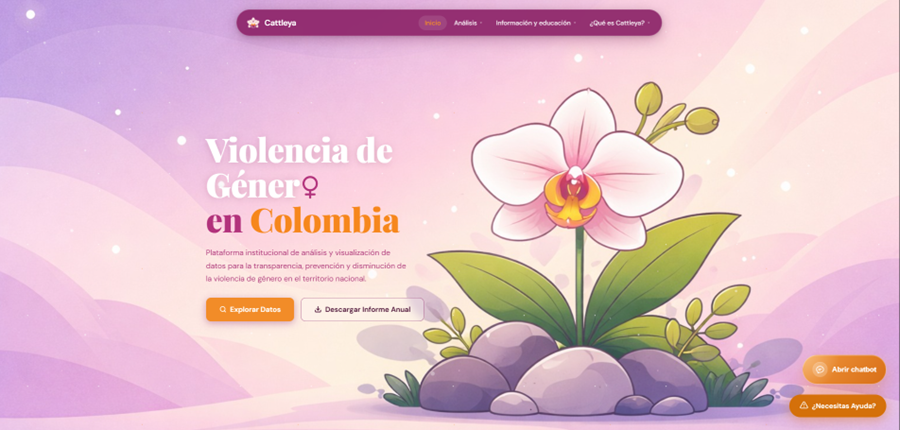 Cattleya
Inicio
Análisis
Información y educación
¿Qué es Cattleya?
Violencia de
Géner♀
en Colombia
Plataforma institucional de análisis y visualización de
datos para la transparencia, prevención y disminución de
la violencia de género en el territorio nacional.
Explorar Datos
Descargar Informe Anual
Abrir chatbot
¿Necesitas Ayuda?